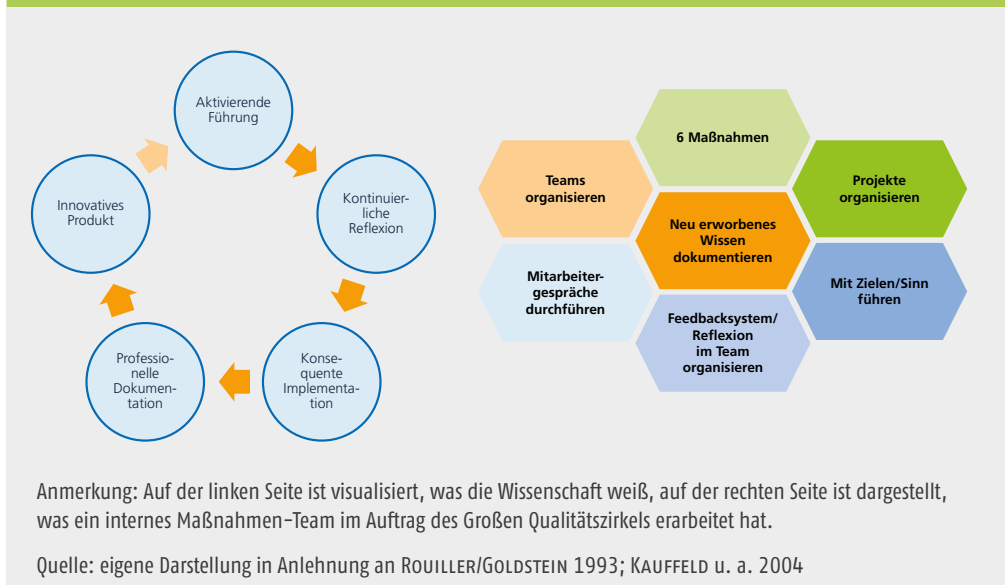 Aktivierende
Führung
Kontinuier-
liche
Reflexion
Konse-
quente
Implementa-
tion
Professio-
nelle
Dokumen-
tation
Innovatives
Produkt
6 Maßnahmen
Teams
organisieren
Projekte
organisieren
Neu erworbenes
Wissen
dokumentieren
Mitarbeiter-
gespräche
durchführen
Mit Zielen/Sinn
führen
Feedbacksystem/
Reflexion
im Team
organisieren
Anmerkung: Auf der linken Seite ist visualisiert, was die Wissenschaft weiß, auf der rechten Seite ist dargestellt,
was ein internes Maßnahmen-Team im Auftrag des Großen Qualitätszirkels erarbeitet hat.
Quelle: eigene Darstellung in Anlehnung an ROUILLER/GOLDSTEIN 1993; KAUFFELD u. a. 2004